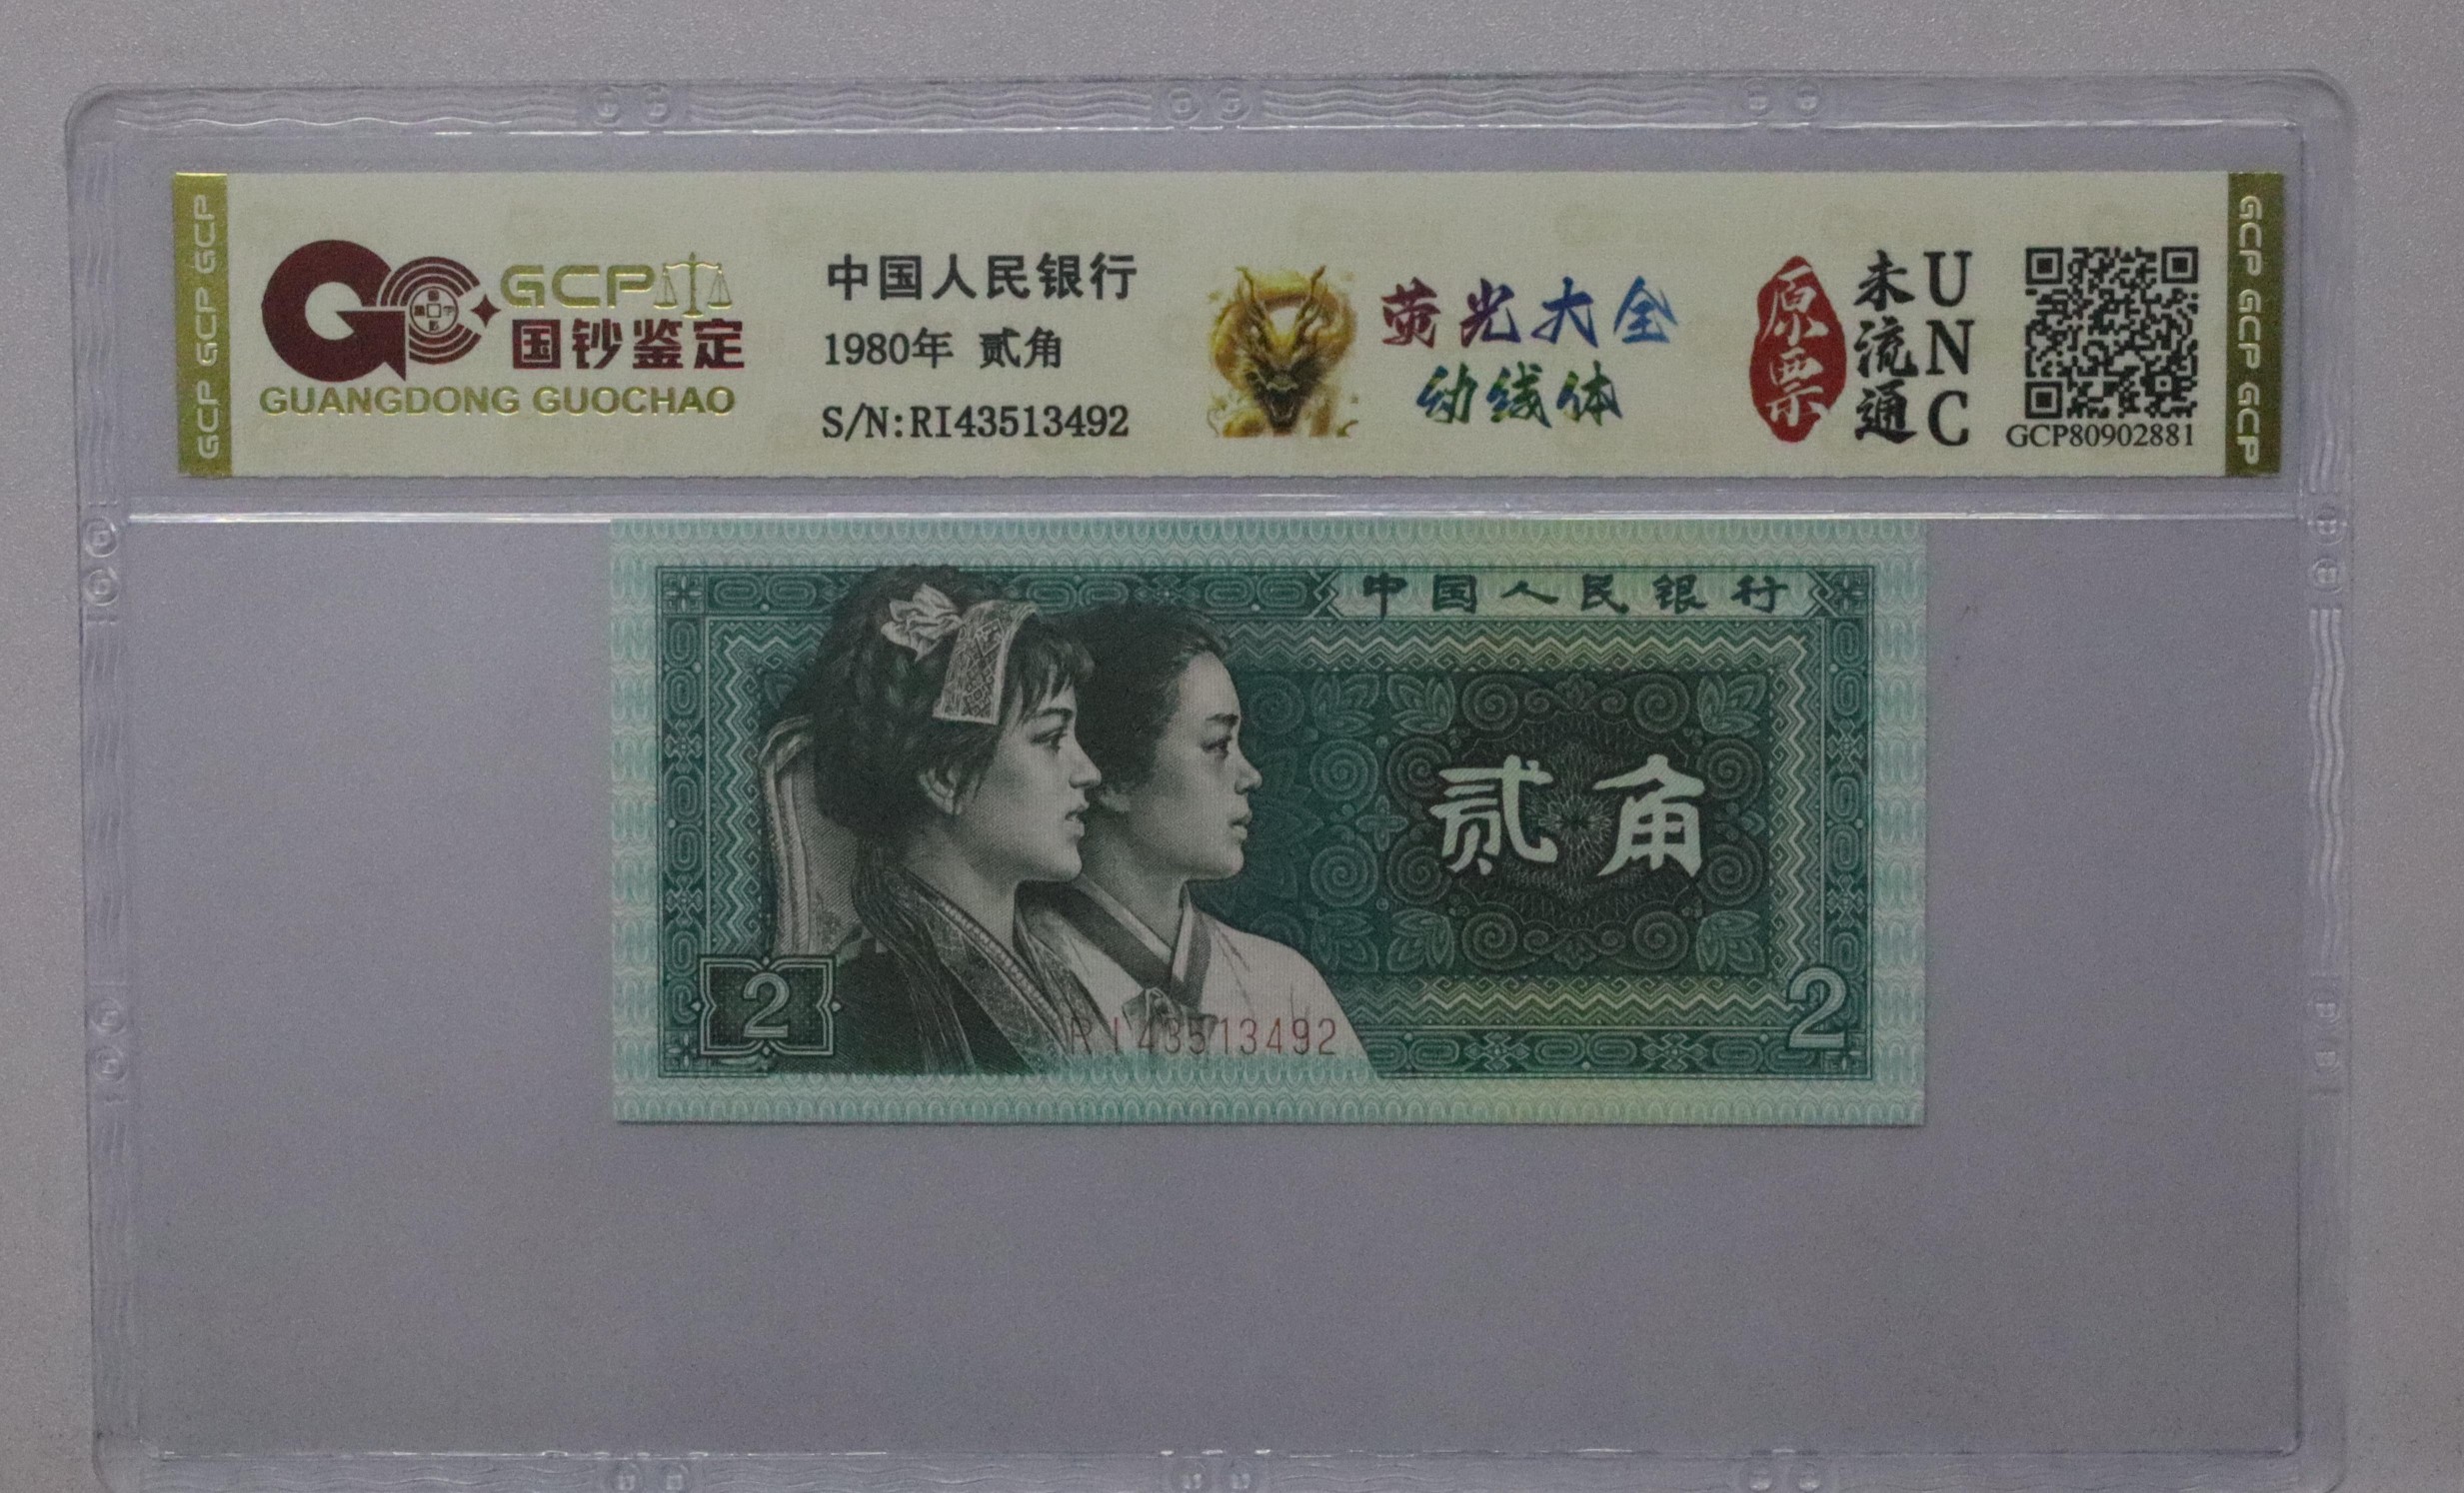 GCP GCP GCP
GCP
国钞鉴定
GUANGDONG GUOCHAO
中国人民银行
1980年 贰角
S/N:RI43513492
荧光大全
幼线体
原票
未流通
UNC
GCP80902881
GCP GCP GCP
中国人民银行
贰角
2
RI43513492
2